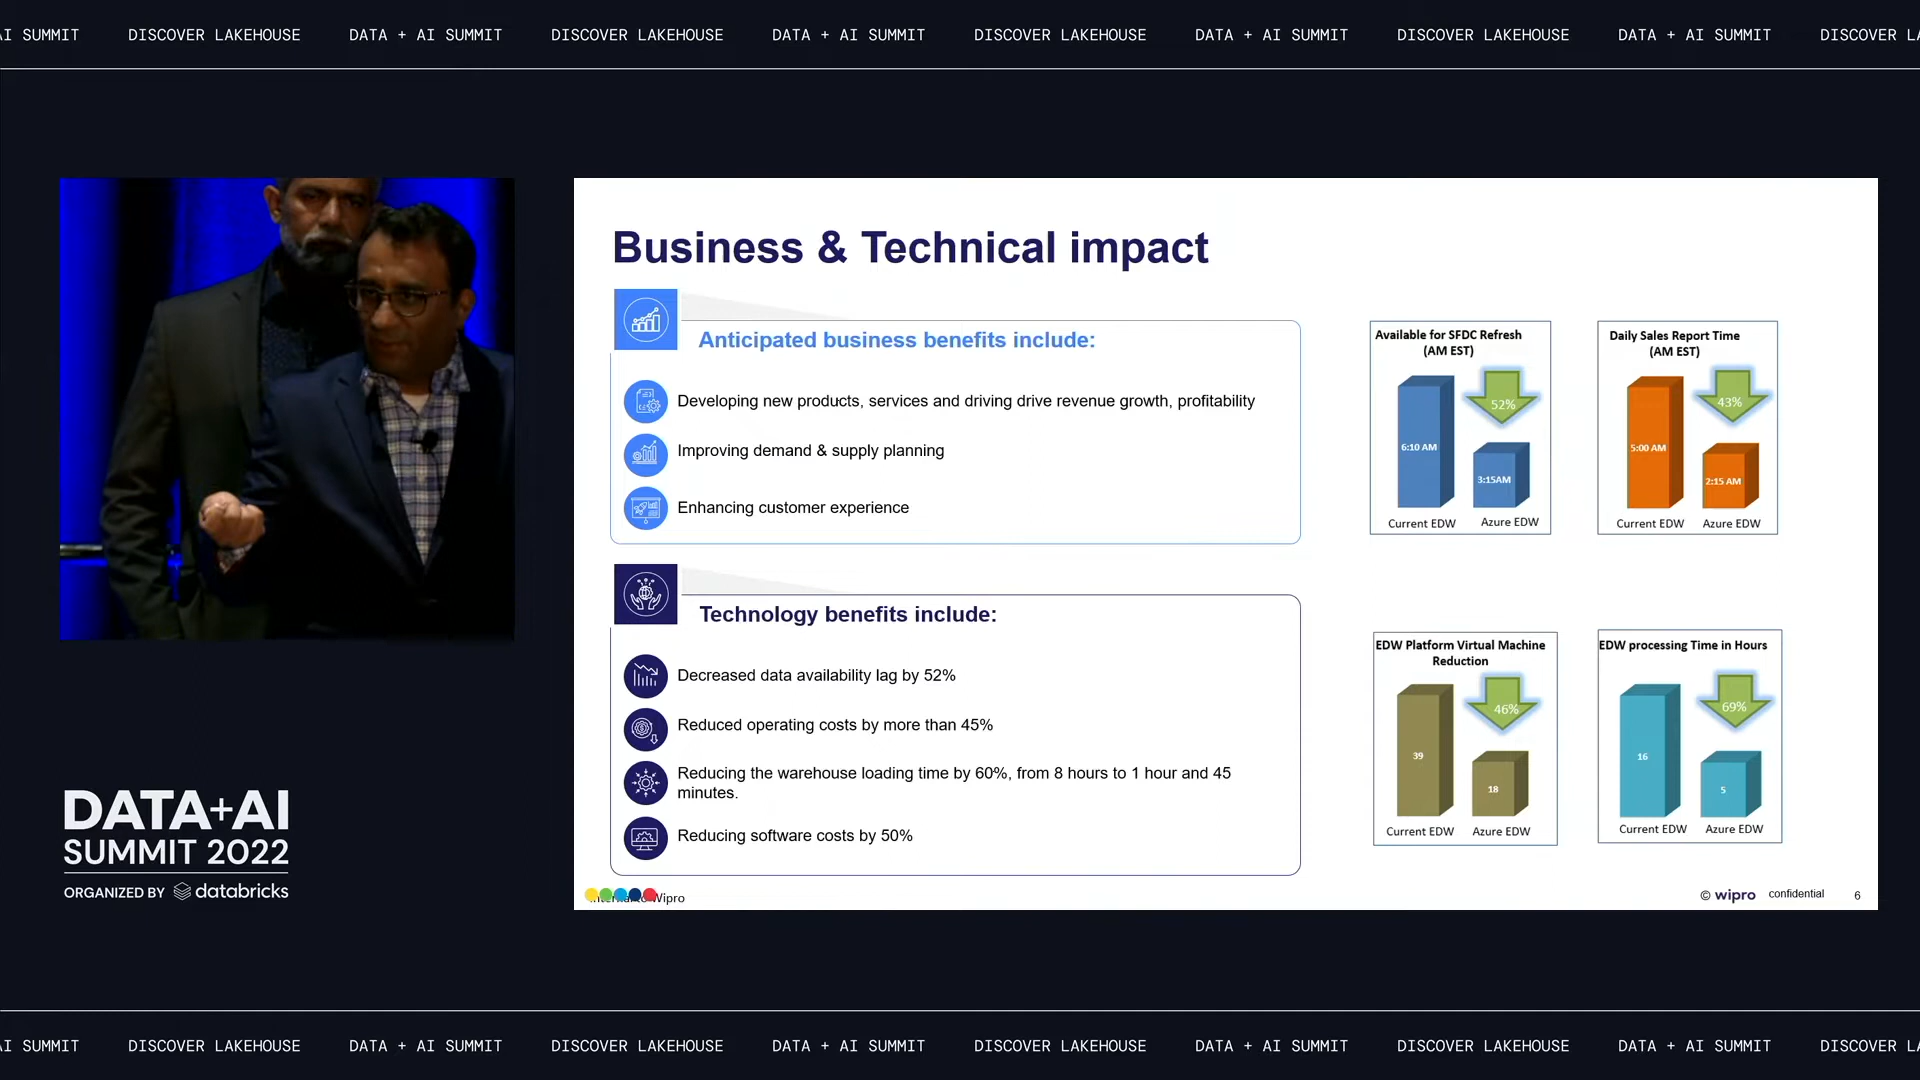 AI SUMMIT DISCOVER LAKEHOUSE DATA + AI SUMMIT DISCOVER LAKEHOUSE DATA + AI SUMMIT DISCOVER LAKEHOUSE DATA + AI SUMMIT DISCOVER LAKEHOUSE DATA + AI SUMMIT DISCOVER LA
Business & Technical impact
Anticipated business benefits include:
Developing new products, services and driving drive revenue growth, profitability
Improving demand & supply planning
Enhancing customer experience
Technology benefits include:
Decreased data availability lag by 52%
Reduced operating costs by more than 45%
Reducing the warehouse loading time by 60%, from 8 hours to 1 hour and 45
minutes.
Reducing software costs by 50%
Available for SFDC Refresh
(AM EST)
52%
6:10 AM
3:15AM
Current EDW Azure EDW
Daily Sales Report Time
(AM EST)
43%
5:00 AM
2:15 AM
Current EDW Azure EDW
EDW Platform Virtual Machine
Reduction
46%
39
18
Current EDW Azure EDW
EDW processing Time in Hours
69%
16
5
Current EDW Azure EDW
Wipro
© wipro confidential 6
DATA+AI
SUMMIT 2022
ORGANIZED BY databricks
AI SUMMIT DISCOVER LAKEHOUSE DATA + AI SUMMIT DISCOVER LAKEHOUSE DATA + AI SUMMIT DISCOVER LAKEHOUSE DATA + AI SUMMIT DISCOVER LAKEHOUSE DATA + AI SUMMIT DISCOVER LA